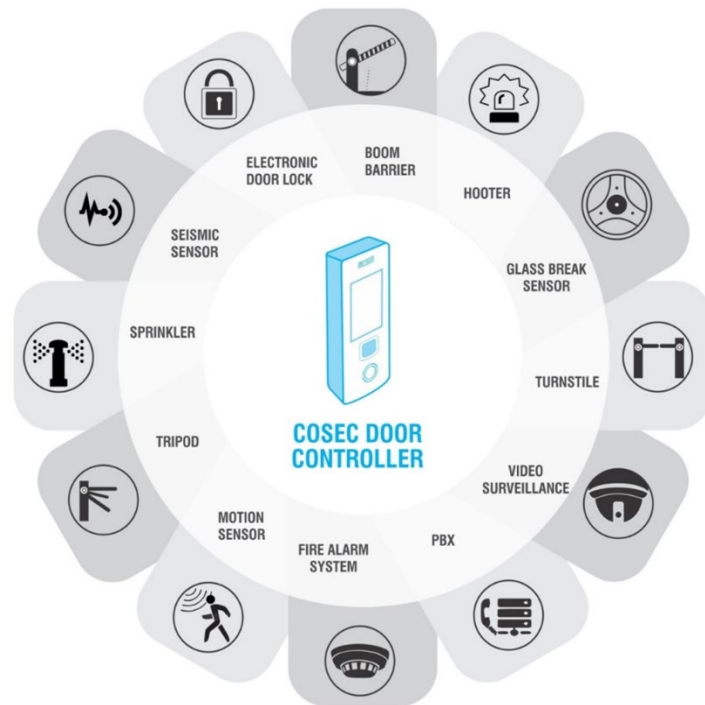 ELECTRONIC
DOOR LOCK
BOOM
BARRIER
HOOTER
GLASS BREAK
SENSOR
TURNSTILE
VIDEO
SURVEILLANCE
PBX
FIRE ALARM
SYSTEM
MOTION
SENSOR
TRIPOD
SPRINKLER
SEISMIC
SENSOR
COSEC DOOR
CONTROLLER